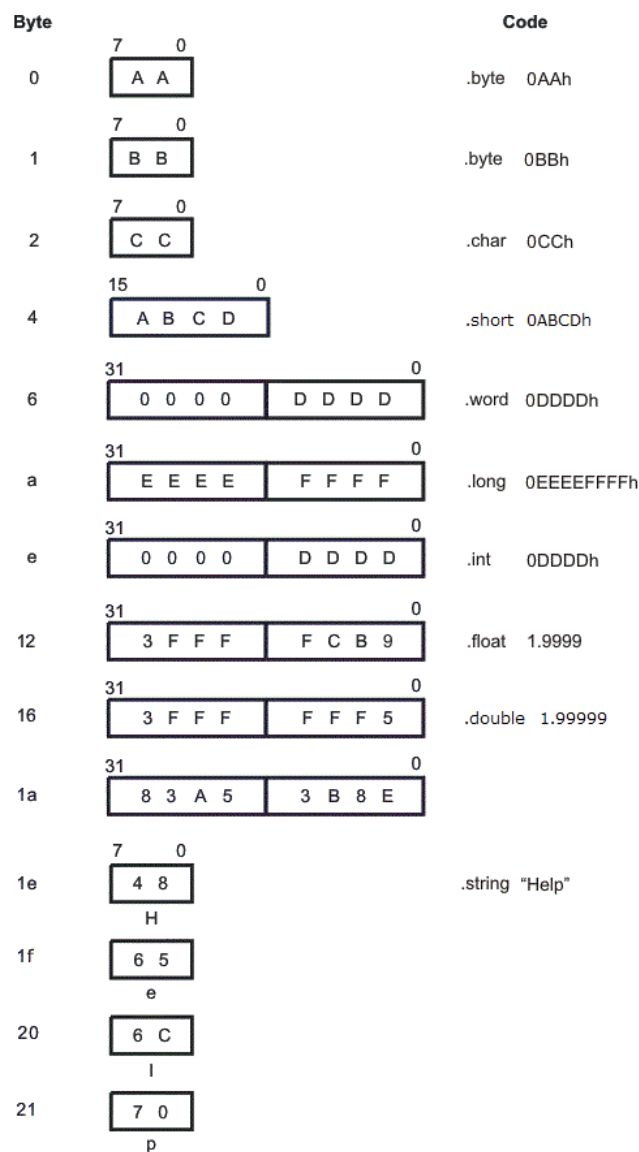 Byte Code
7 0
0 A A .byte 0AAh
7 0
1 B B .byte 0BBh
7 0
2 C C .char 0CCh
15 0
4 A B C D .short 0ABCDh
31 0
6 0 0 0 0 D D D D .word 0DDDDh
31 0
a E E E E F F F F .long 0EEEEFFFFh
31 0
e 0 0 0 0 D D D D .int 0DDDDh
31 0
12 3 F F F F C B 9 .float 1.9999
31 0
16 3 F F F F F F 5 .double 1.99999
31 0
1a 8 3 A 5 3 B 8 E
7 0
1e 4 8 .string “Help”
H
1f 6 5
e
20 6 C
l
21 7 0
p